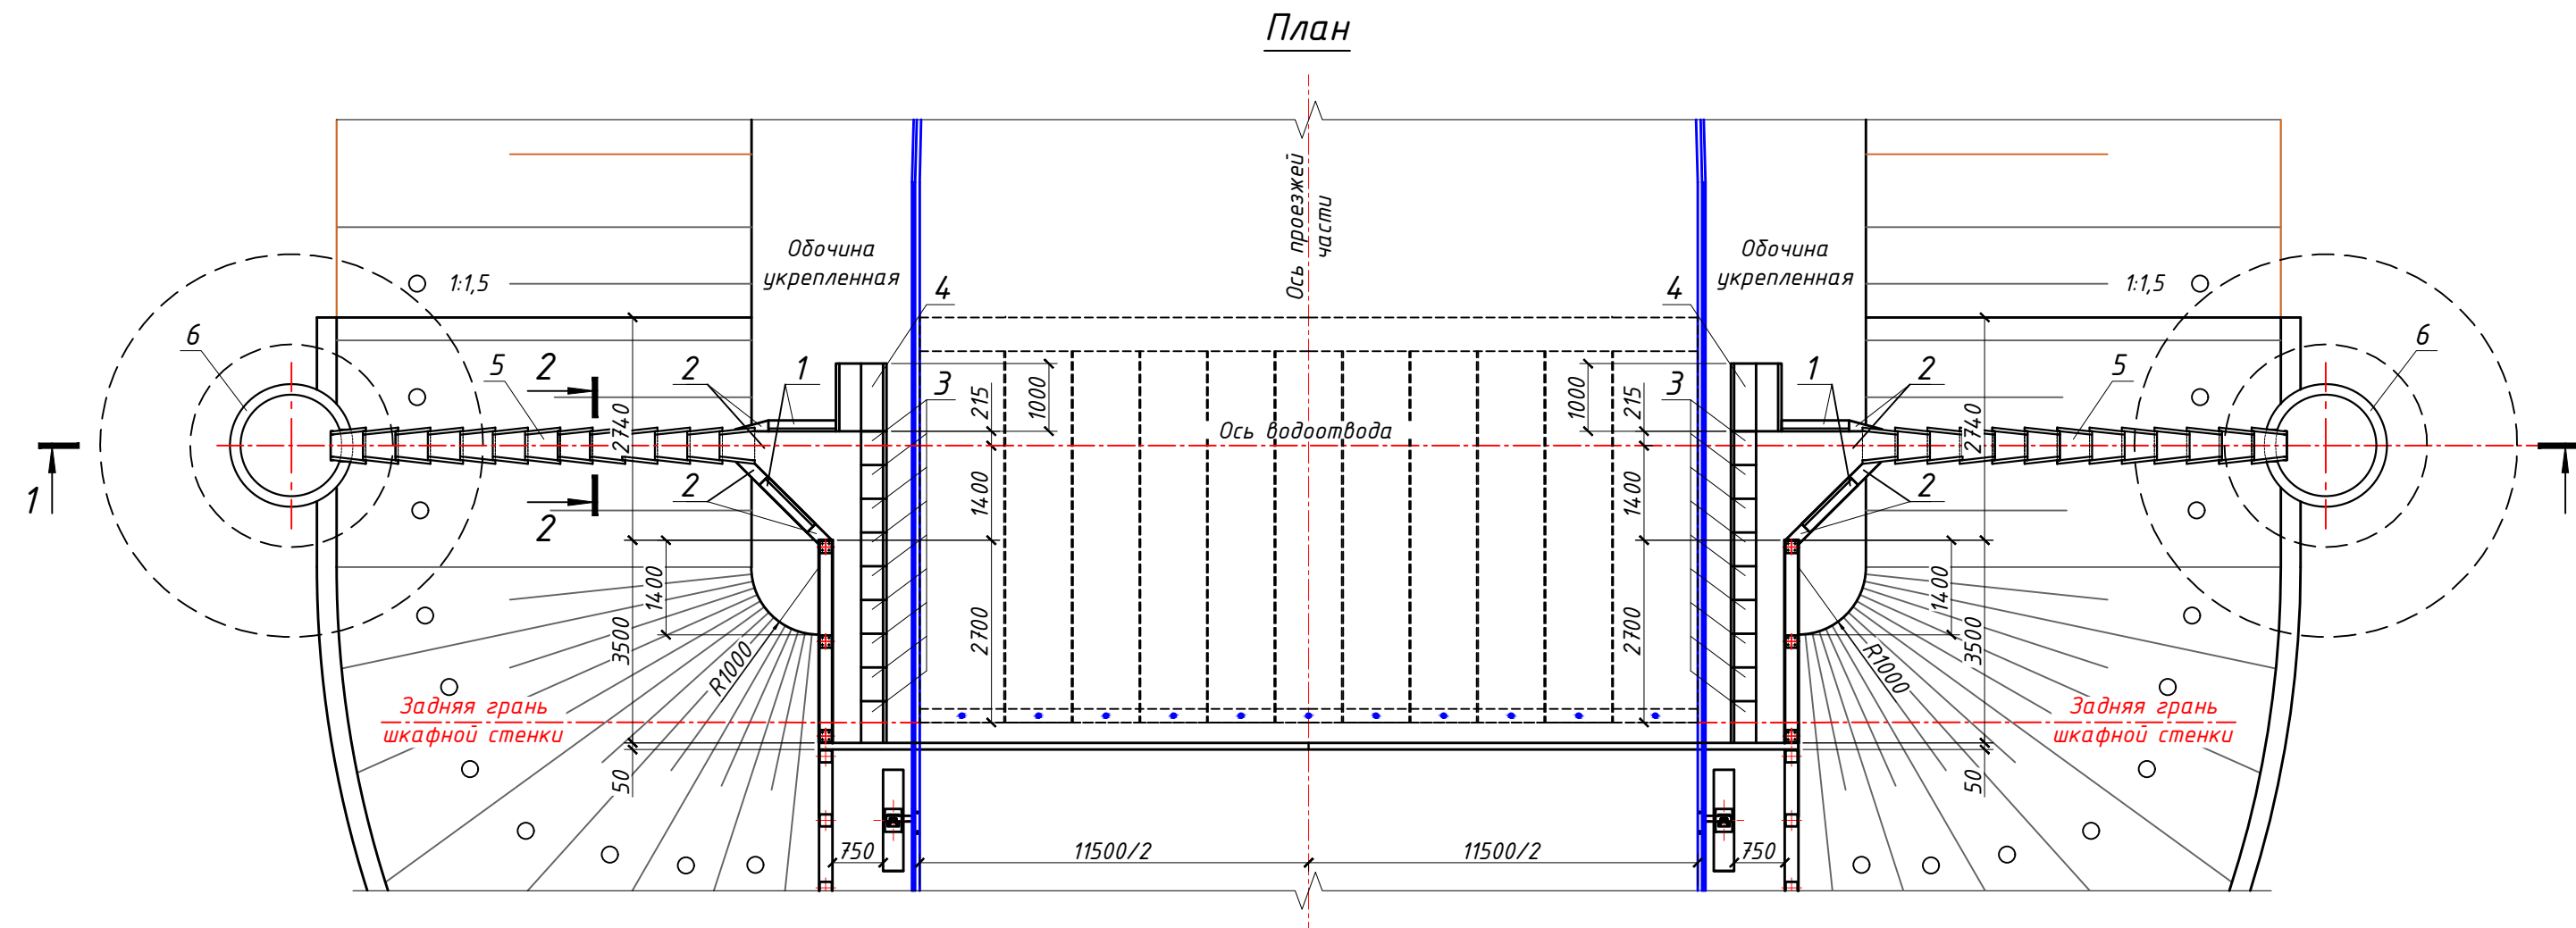 План
Ось проезжей
части
Обочина
укрепленная
Обочина
укрепленная
1:1,5
1:1,5
4
4
6
6
5
2
2
1
3
1000
215
1000
215
3
1
2
5
2740
Ось водоотвода
2740
1
2
2
1400
1400
2
1400
3500
R1000
2700
2700
R1000
1400
3500
Задняя грань
шкафной стенки
Задняя грань
шкафной стенки
50
50
750
11500/2
11500/2
750